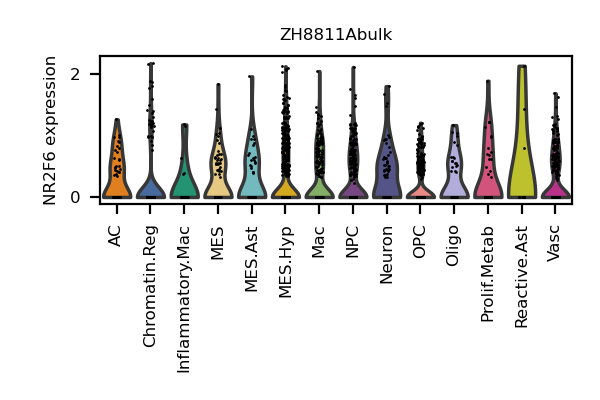 ZH8811Abulk
NR2F6 expression
2
0
AC
Chromatin.Reg
Inflammatory.Mac
MES
MES.Ast
MES.Hyp
Mac
NPC
Neuron
OPC
Oligo
Prolif.Metab
Reactive.Ast
Vasc